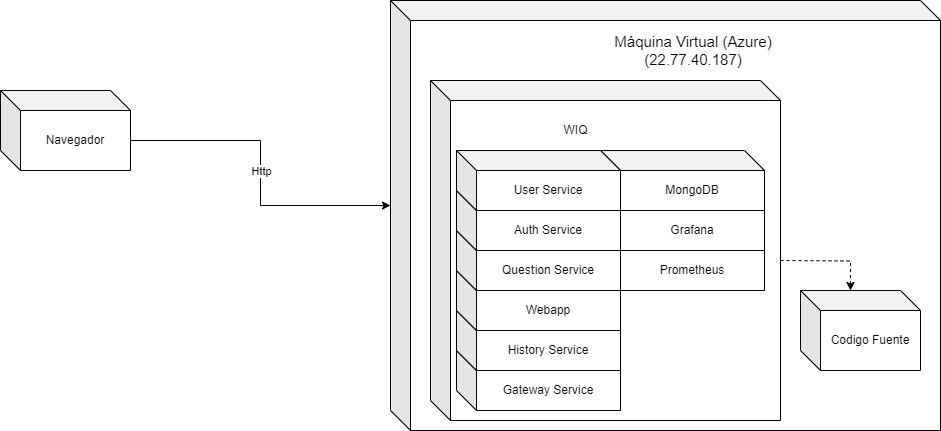 Máquina Virtual (Azure)
(22.77.40.187)
Navegador
Http
WIQ
User Service
MongoDB
Auth Service
Grafana
Question Service
Prometheus
Webapp
History Service
Gateway Service
Codigo Fuente